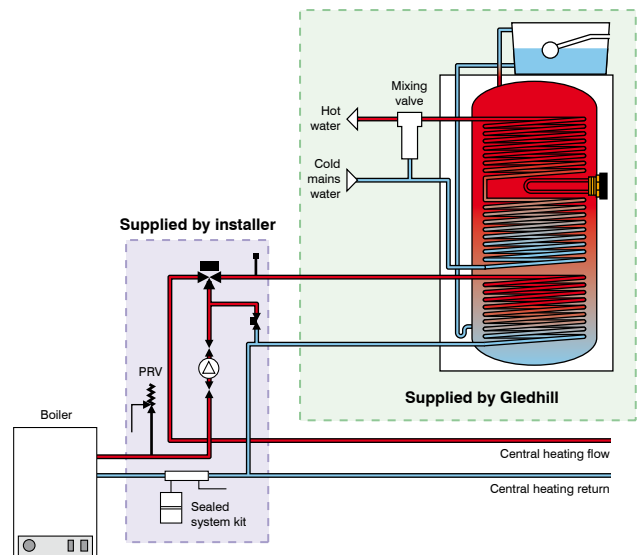 Mixing
valve
Hot
water
Cold
mains
water
Supplied by installer
PRV
Boiler
Supplied by Gledhill
Central heating flow
Central heating return
Sealed
system kit